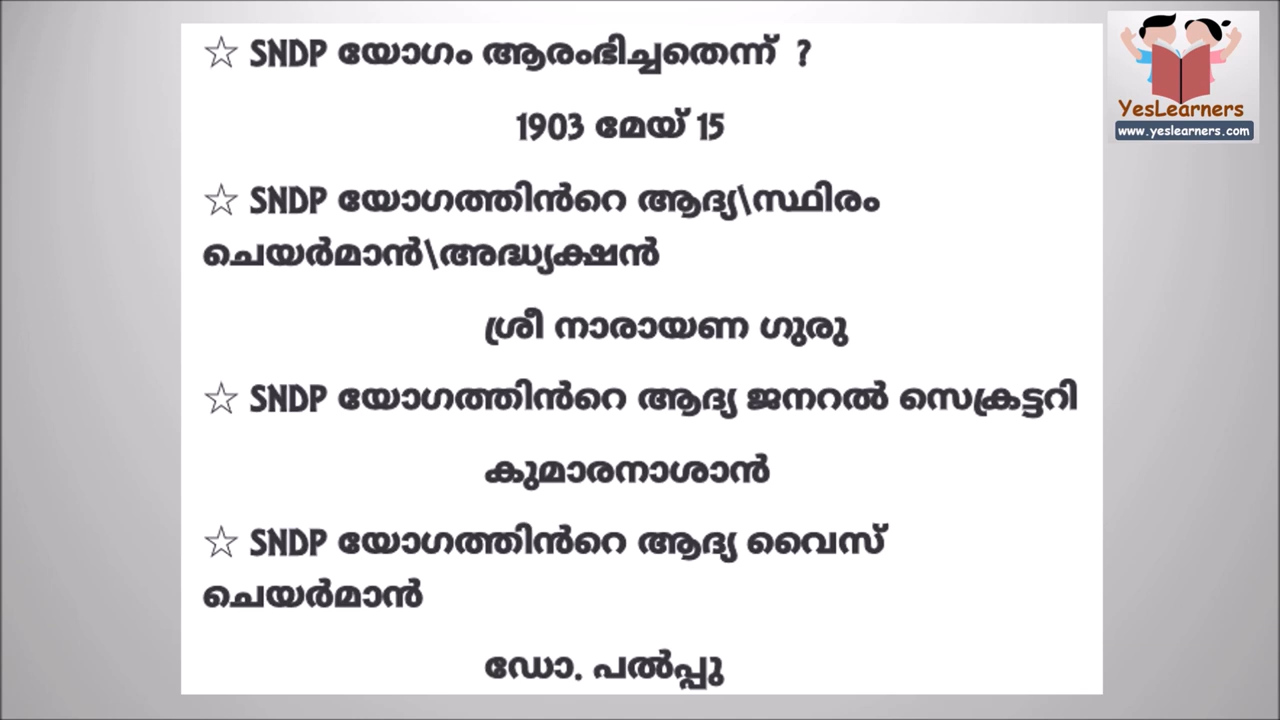 ☆ SNDP യോഗം ആരംഭിച്ചതെന്ന് ?
1903 മേയ് 15
☆ SNDP യോഗത്തിൻറെ ആദ്യ\സ്ഥിരം
ചെയർമാൻ\അദ്ധ്യക്ഷൻ
ശ്രീ നാരായണ ഗുരു
☆ SNDP യോഗത്തിൻറെ ആദ്യ ജനറൽ സെക്രട്ടറി
കുമാരനാശാൻ
☆ SNDP യോഗത്തിൻറെ ആദ്യ വൈസ്
ചെയർമാൻ
ഡോ. പൽപ്പു
YesLearners
www.yeslearners.com